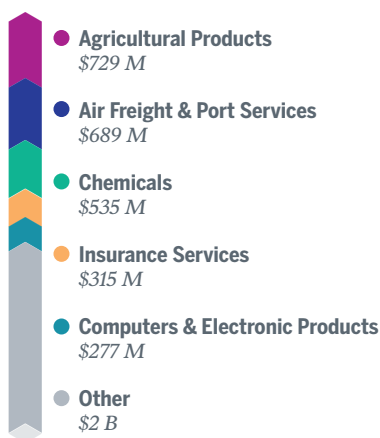 Agricultural Products
$729 M
Air Freight & Port Services
$689 M
Chemicals
$535 M
Insurance Services
$315 M
Computers & Electronic Products
$277 M
Other
$2 B